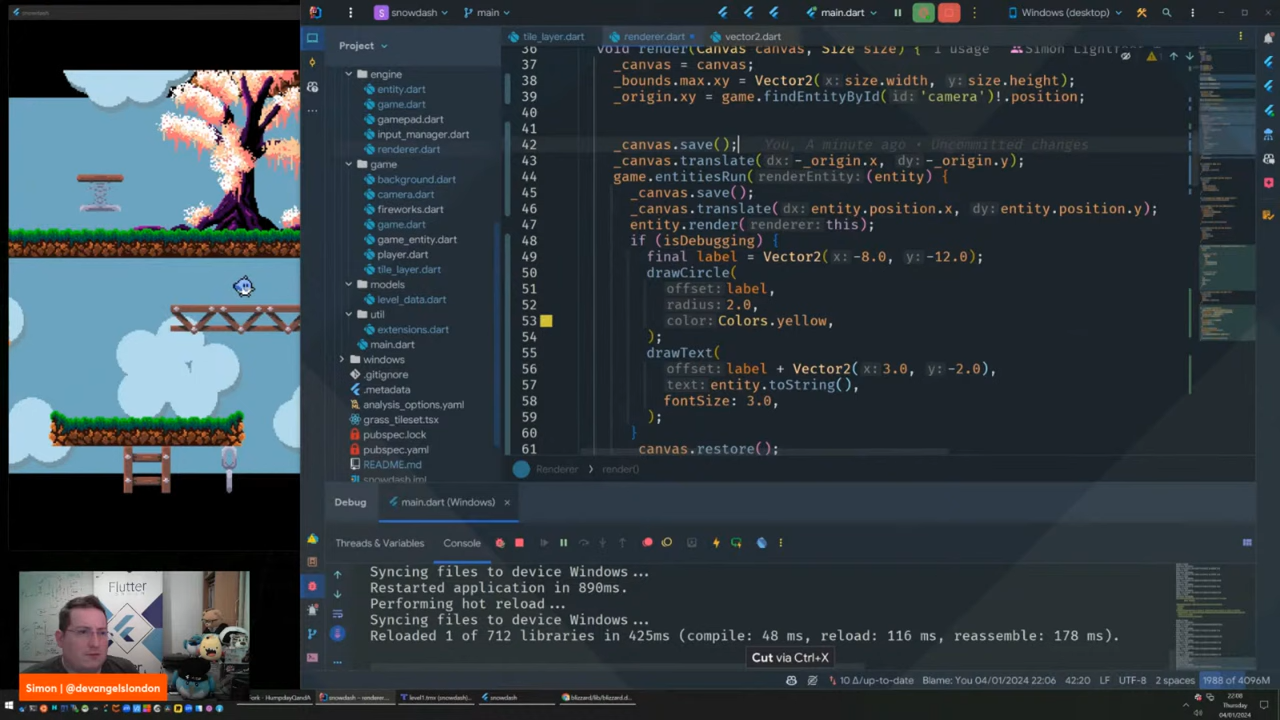 snowdash
snowdash
main
main.dart
Windows (desktop)
Project
tile_layer.dart
renderer.dart
vector2.dart
engine
entity.dart
game.dart
gamepad.dart
input_manager.dart
renderer.dart
game
background.dart
camera.dart
fireworks.dart
game.dart
game_entity.dart
player.dart
tile_layer.dart
models
level_data.dart
util
extensions.dart
main.dart
windows
.gitignore
.metadata
analysis_options.yaml
grass_tileset.tsx
pubspec.lock
pubspec.yaml
README.md
snowdash.iml
36 void render(Canvas canvas, Size size) { 1 usage
37 _canvas = canvas;
38 _bounds.max.xy = Vector2( x: size.width, y: size.height);
39 _origin.xy = game.findEntityById( id: 'camera')!.position;
40
41
42 _canvas.save(); You, A minute ago • Uncommitted changes
43 _canvas.translate( dx: -_origin.x, dy: -_origin.y);
44 game.entitiesRun( renderEntity: (entity) {
45 _canvas.save();
46 _canvas.translate( dx: entity.position.x, dy: entity.position.y);
47 entity.render( renderer: this);
48 if (isDebugging) {
49 final label = Vector2( x: -8.0, y: -12.0);
50 drawCircle(
51 offset: label,
52 radius: 2.0,
53 color: Colors.yellow,
54 );
55 drawText(
56 offset: label + Vector2( x: 3.0, y: -2.0),
57 text: entity.toString(),
58 fontSize: 3.0,
59 );
60 }
61 _canvas.restore();
Renderer › render()
Debug
main.dart (Windows)
Threads & Variables
Console
Syncing files to device Windows...
Restarted application in 890ms.
Performing hot reload...
Syncing files to device Windows...
Reloaded 1 of 712 libraries in 425ms (compile: 48 ms, reload: 116 ms, reassemble: 178 ms).
Cut via Ctrl+X
10 Δ/up-to-date
Blame: You 04/01/2024 22:06
42:20
LF
UTF-8
2 spaces
1988 of 4096M
Flutter
Simon | @devangelslondon
snowdash
22:08
Thursday
04/01/2024